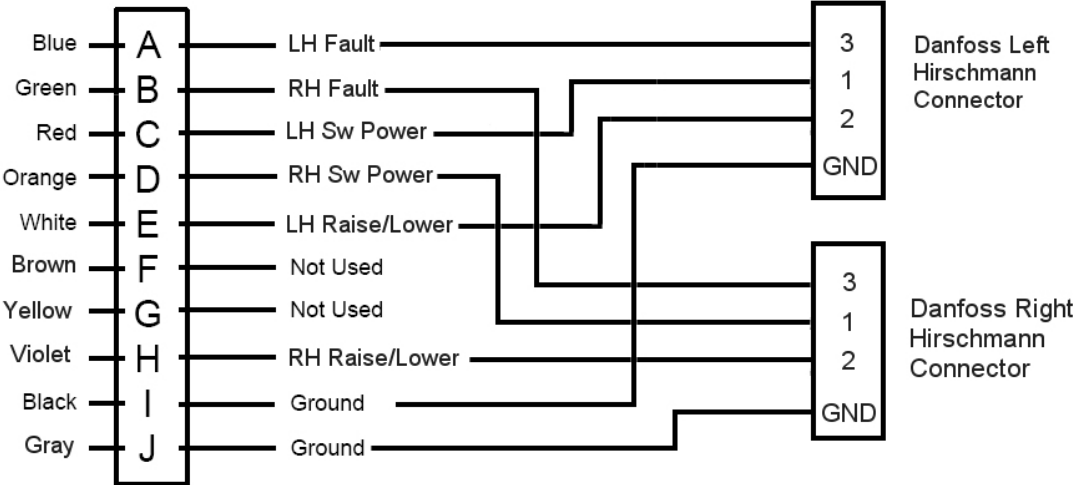 Blue A LH Fault 3
Green B RH Fault 1
Red C LH Sw Power 2
Orange D RH Sw Power GND
White E LH Raise/Lower
Brown F Not Used
Yellow G Not Used
Violet H RH Raise/Lower
Black I Ground
Gray J Ground
Danfoss Left
Hirschmann
Connector
3
1
2
GND
Danfoss Right
Hirschmann
Connector